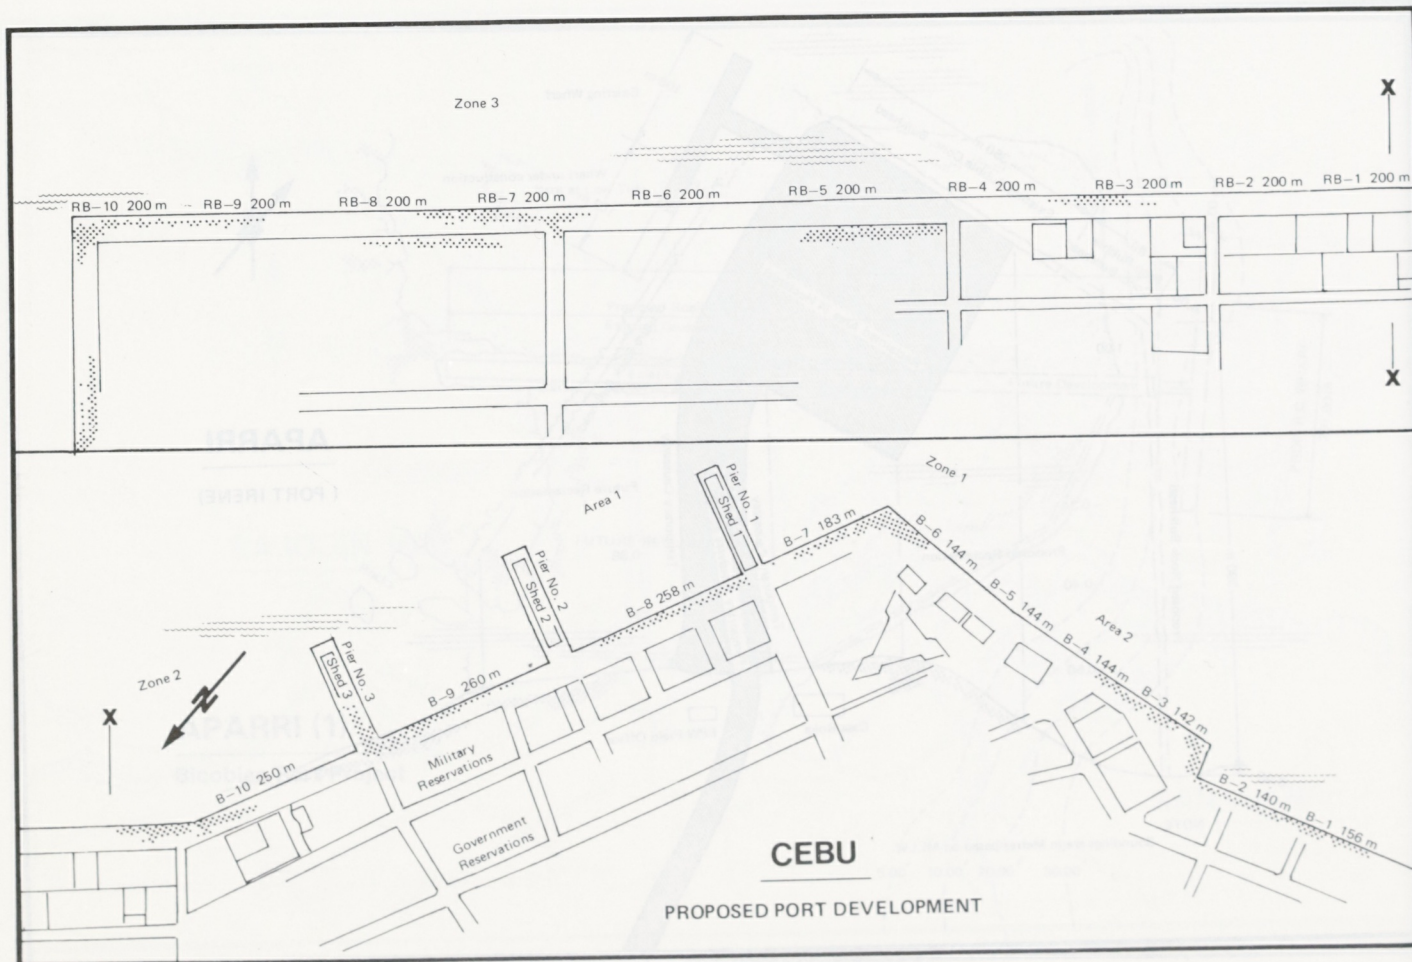 Zone 3
X
RB-10 200 m
RB-9 200 m
RB-8 200 m
RB-7 200 m
RB-6 200 m
RB-5 200 m
RB-4 200 m
RB-3 200 m
RB-2 200 m
RB-1 200 m
X
Zone 1
Area 1
Pier No. 1
Shed 1
B-7 183 m
B-6 144 m
B-5 144 m
Area 2
B-4 144 m
B-3 142 m
B-2 140 m
B-1 156 m
Pier No. 2
Shed 2
B-8 258 m
Zone 2
Pier No. 3
Shed 3
B-9 260 m
N
X
B-10 250 m
Military
Reservations
Government
Reservations
CEBU
PROPOSED PORT DEVELOPMENT
APARRI
( PORT IRENE)
APARRI (1)